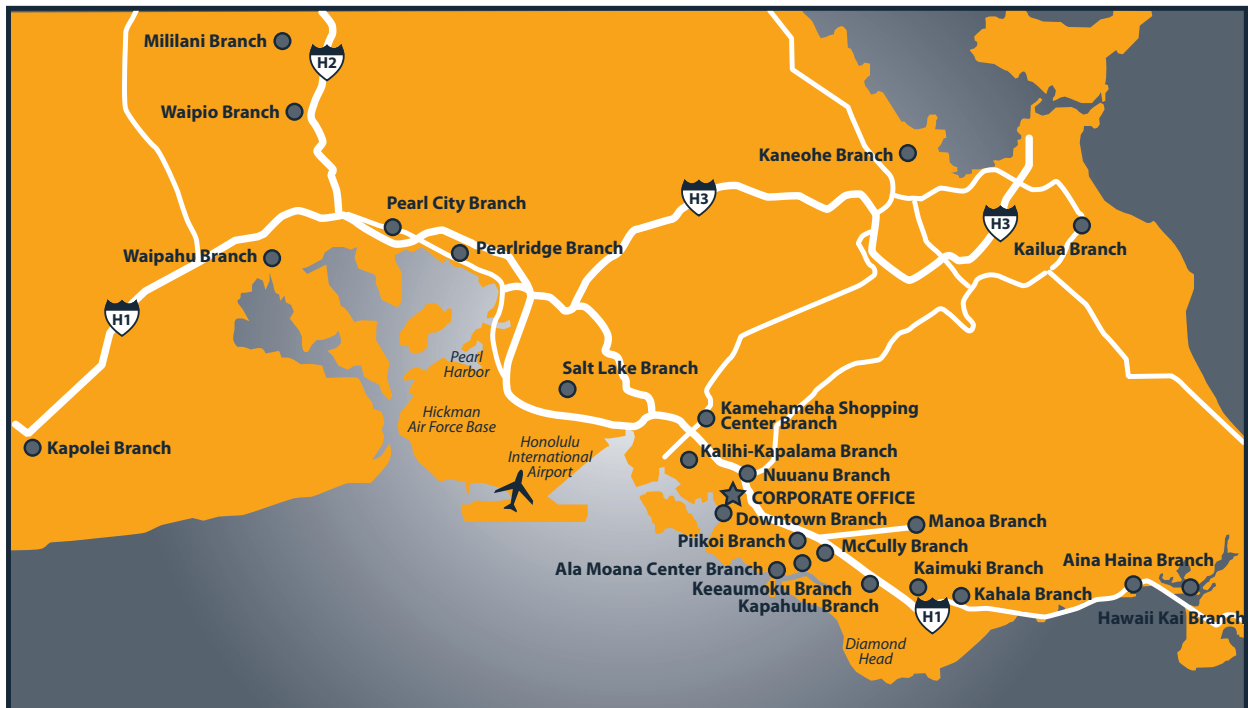 Mililani Branch
H2
Waipio Branch
Kaneohe Branch
H3
Pearl City Branch
H3
Kailua Branch
Waipahu Branch
Pearlridge Branch
H1
Pearl
Harbor
Salt Lake Branch
Hickman
Air Force Base
Kamehameha Shopping
Center Branch
Honolulu
International
Airport
Kapolei Branch
Kalihi-Kapalama Branch
Nuuanu Branch
CORPORATE OFFICE
Downtown Branch
Manoa Branch
Piikoi Branch
McCully Branch
Ala Moana Center Branch
Kaimuki Branch
Aina Haina Branch
Keeaumoku Branch
Kahala Branch
Kapahulu Branch
H1
Hawaii Kai Branch
Diamond
Head